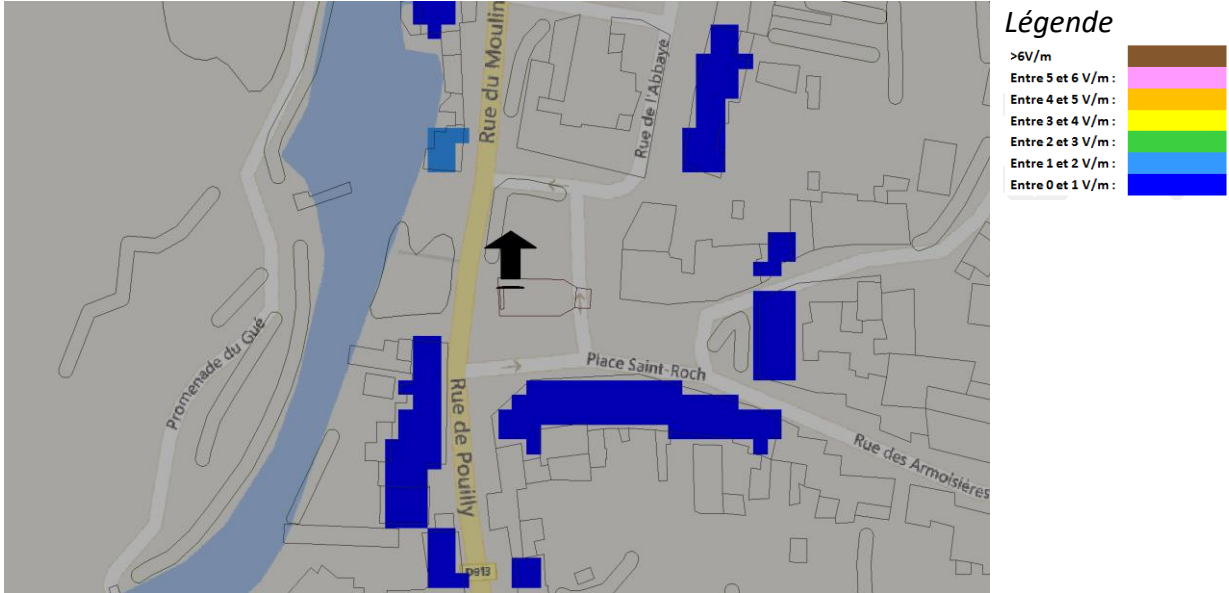 Légende
>6V/m
Entre 5 et 6 V/m :
Entre 4 et 5 V/m :
Entre 3 et 4 V/m :
Entre 2 et 3 V/m :
Entre 1 et 2 V/m :
Entre 0 et 1 V/m :
Rue du Moulin
Rue de l'Abbaye
Promenade du Gué
Place Saint-Roch
Rue de Pouilly
Rue des Armoisières
D913